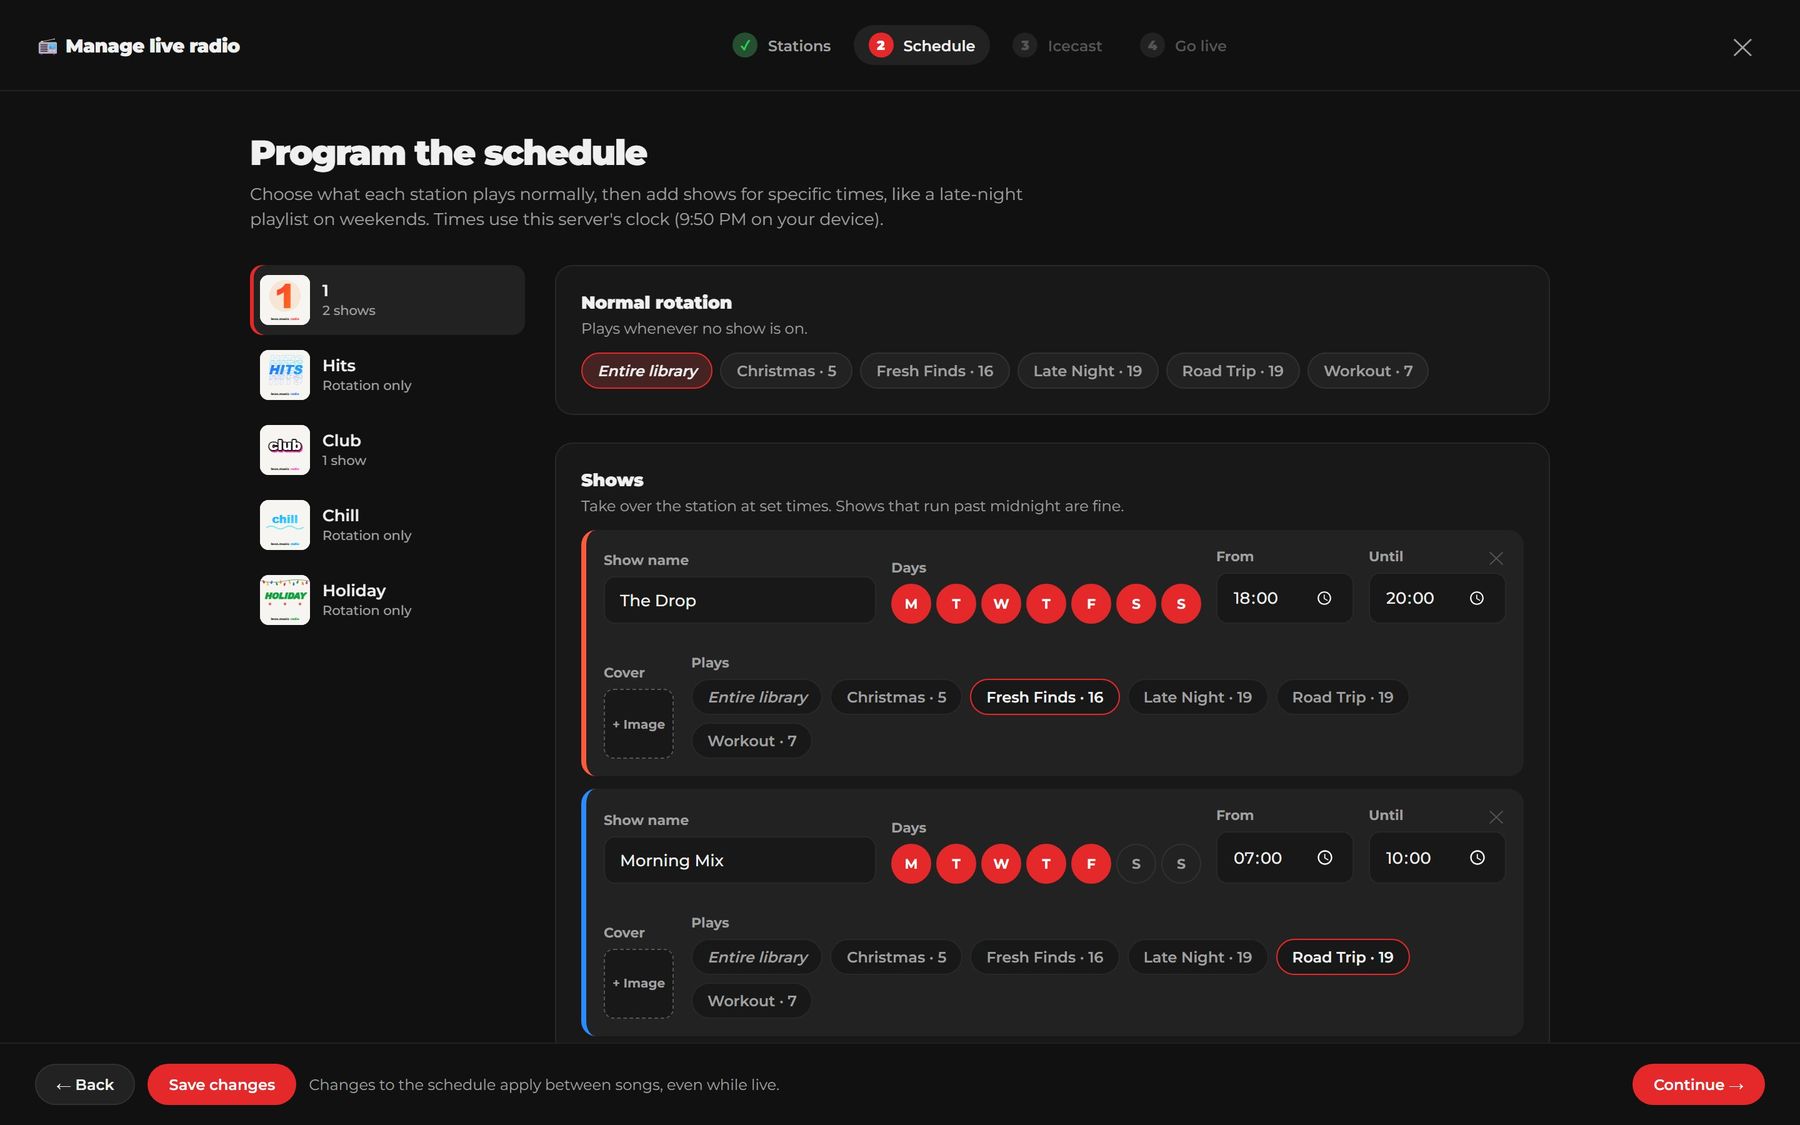 Manage live radio
✓ Stations
2 Schedule
3 Icecast
4 Go live
Program the schedule
Choose what each station plays normally, then add shows for specific times, like a late-night
playlist on weekends. Times use this server's clock (9:50 PM on your device).
1
1
2 shows
HITS
Hits
Rotation only
club
Club
1 show
chill
Chill
Rotation only
HOLIDAY
Holiday
Rotation only
Normal rotation
Plays whenever no show is on.
Entire library
Christmas · 5
Fresh Finds · 16
Late Night · 19
Road Trip · 19
Workout · 7
Shows
Take over the station at set times. Shows that run past midnight are fine.
Show name
The Drop
Days
M T W T F S S
From
18:00
Until
20:00
Cover
+ Image
Plays
Entire library
Christmas · 5
Fresh Finds · 16
Late Night · 19
Road Trip · 19
Workout · 7
Show name
Morning Mix
Days
M T W T F S S
From
07:00
Until
10:00
Cover
+ Image
Plays
Entire library
Christmas · 5
Fresh Finds · 16
Late Night · 19
Road Trip · 19
Workout · 7
← Back
Save changes
Changes to the schedule apply between songs, even while live.
Continue →